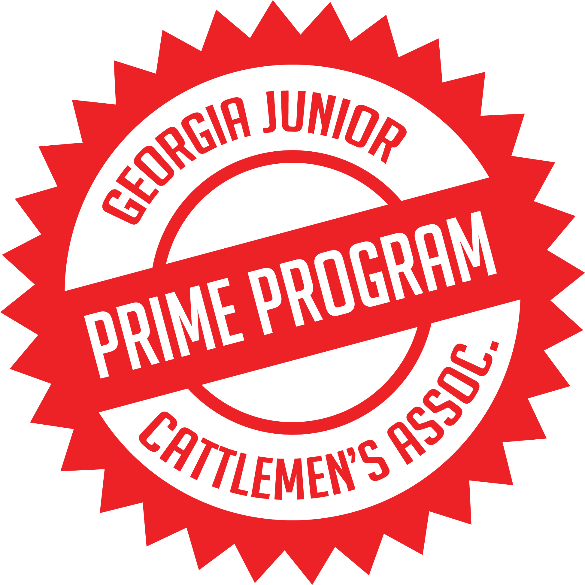 GEORGIA JUNIOR
PRIME PROGRAM
CATTLEMEN'S ASSOC.